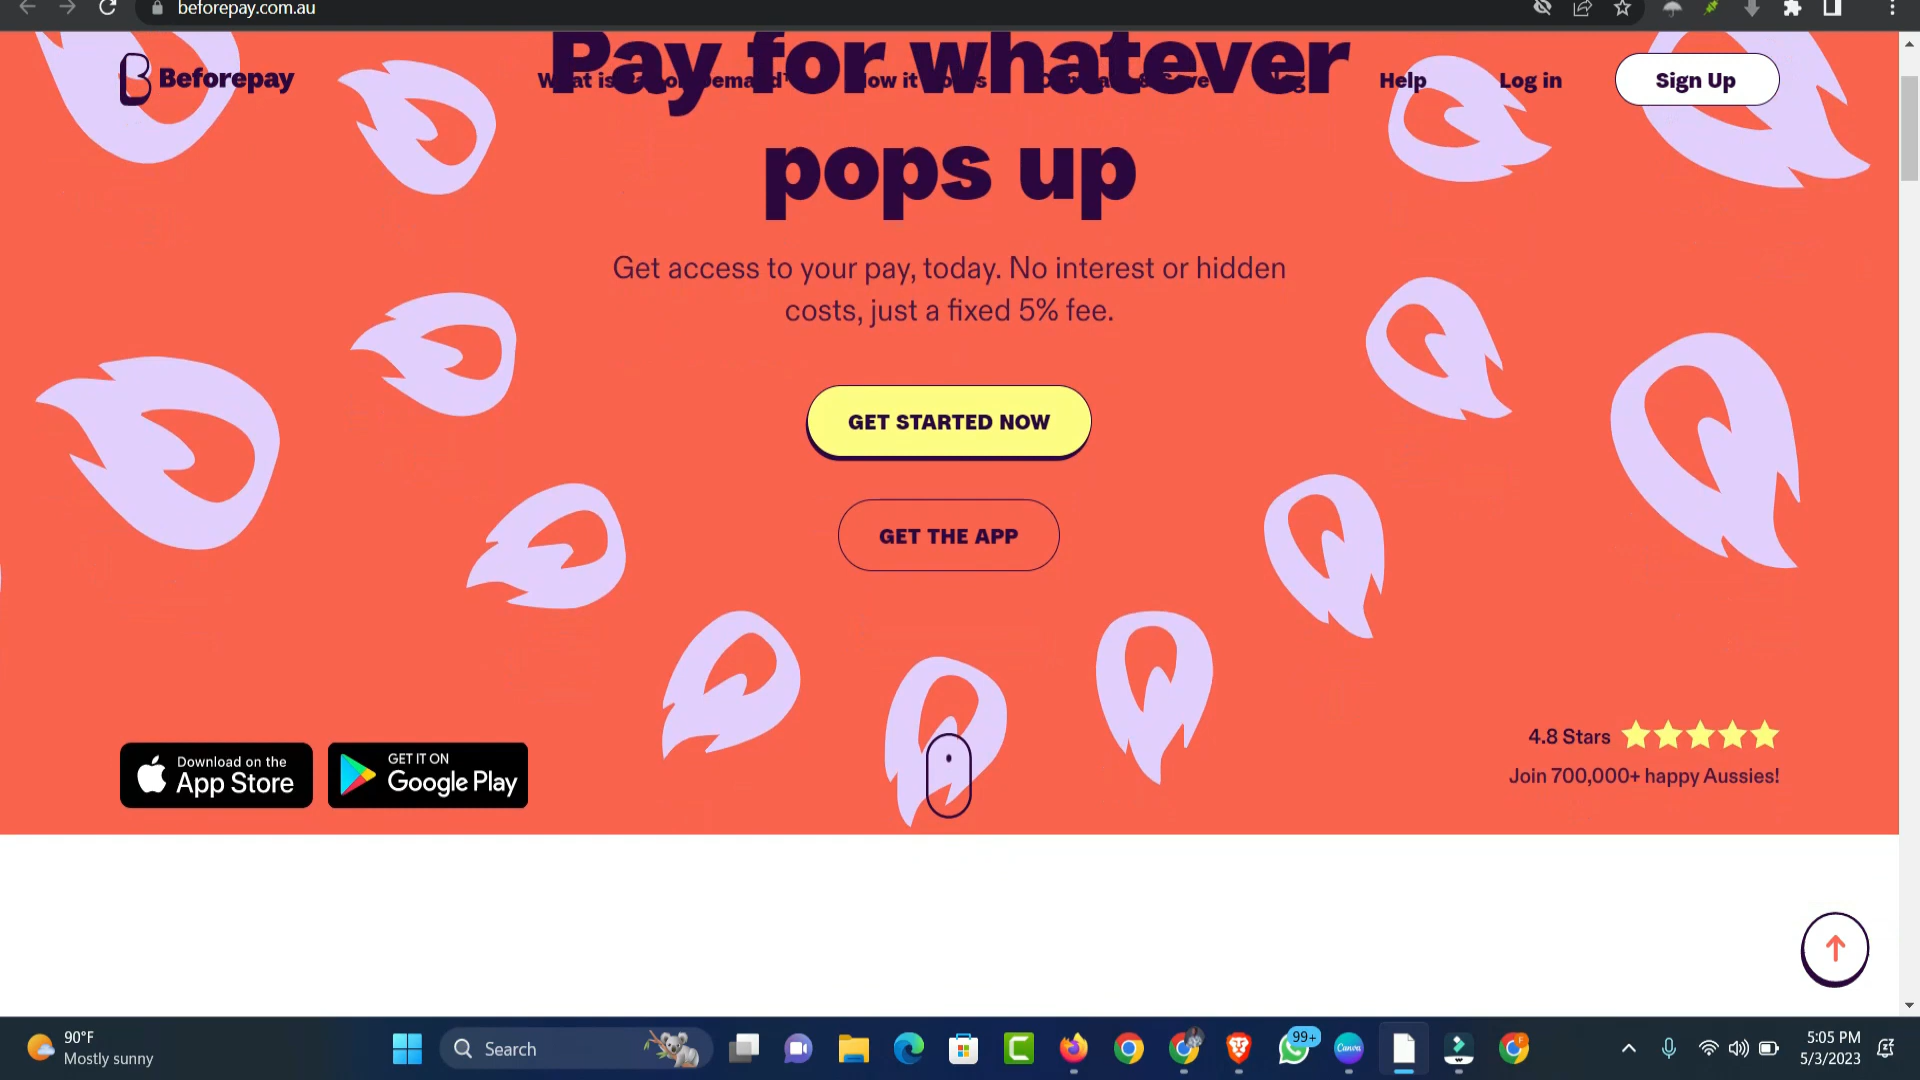 beforepay.com.au
Beforepay
Pay for whatever
Help
Log in
Sign Up
pops up
Get access to your pay, today. No interest or hidden
costs, just a fixed 5% fee.
GET STARTED NOW
GET THE APP
Download on the
App Store
GET IT ON
Google Play
4.8 Stars
Join 700,000+ happy Aussies!
90°F
Mostly sunny
Search
99+
Canva
5:05 PM
5/3/2023